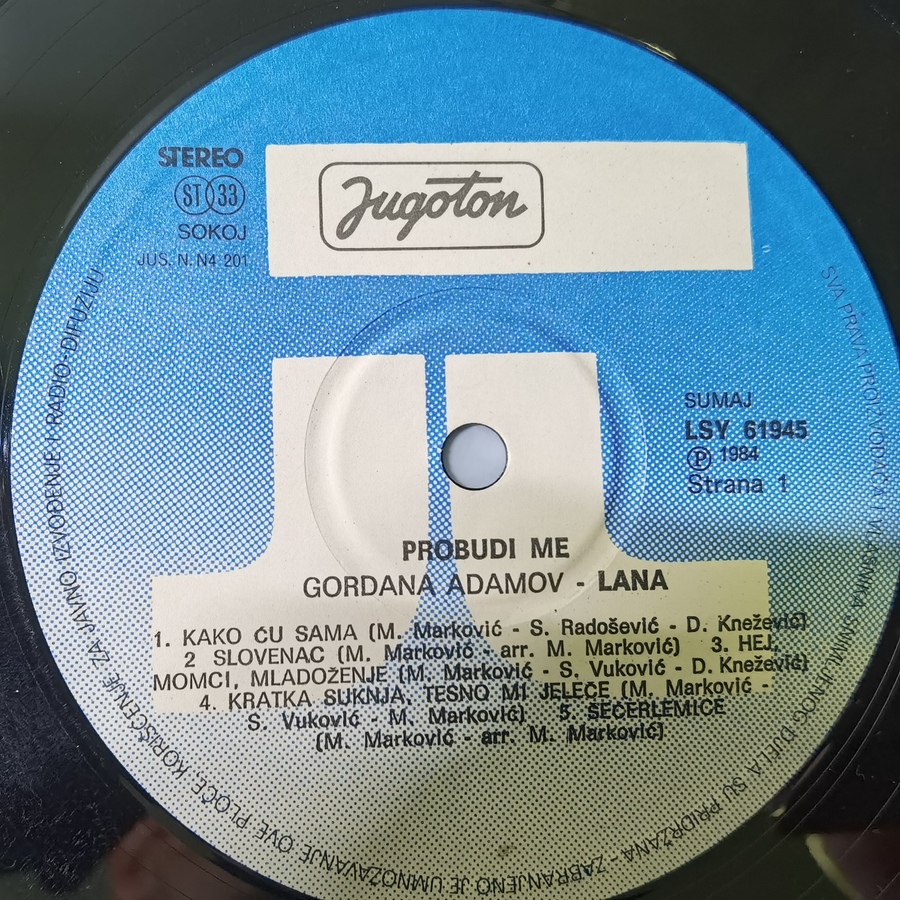 STEREO
ST 33
SOKOJ
JUS. N. N4 201
Jugoton
SUMAJ
LSY 61945
Ⓟ 1984
Strana 1
PROBUDI ME
GORDANA ADAMOV - LANA
1. KAKO ĆU SAMA (M. Marković - S. Radošević - D. Knežević)
2 SLOVENAC (M. Marković - arr. M. Marković) 3. HEJ,
MOMCI, MLADOŽENJE (M. Marković - S. Vuković - D. Knežević)
4. KRATKA SUKNJA, TESNO MI JELEČE (M. Marković -
S. Vuković - M. Marković) 5. ŠEĆERLEMIĆE
(M. Marković - arr. M. Marković)
SVA PRAVA PROIZVOĐAČA I VLASNIKA SNIMLJENOG DJELA SU PRIDRŽANA - ZABRANJENO JE UMNOŽAVANJE OVE PLOČE, KORIŠĆENJE ZA JAVNO IZVOĐENJE I RADIO-DIFUZIJU